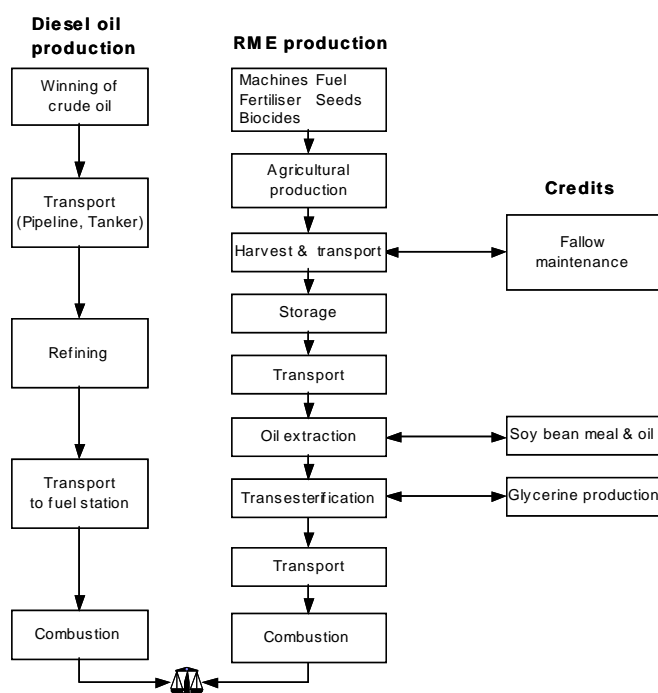 Diesel oil
production
Winning of
crude oil
Transport
(Pipeline, Tanker)
Refining
Transport
to fuel station
Combustion
RME production
Machines Fuel
Fertiliser Seeds
Biocides
Agricultural
production
Harvest & transport
Storage
Transport
Oil extraction
Transesterification
Transport
Combustion
Credits
Fallow
maintenance
Soy bean meal & oil
Glycerine production